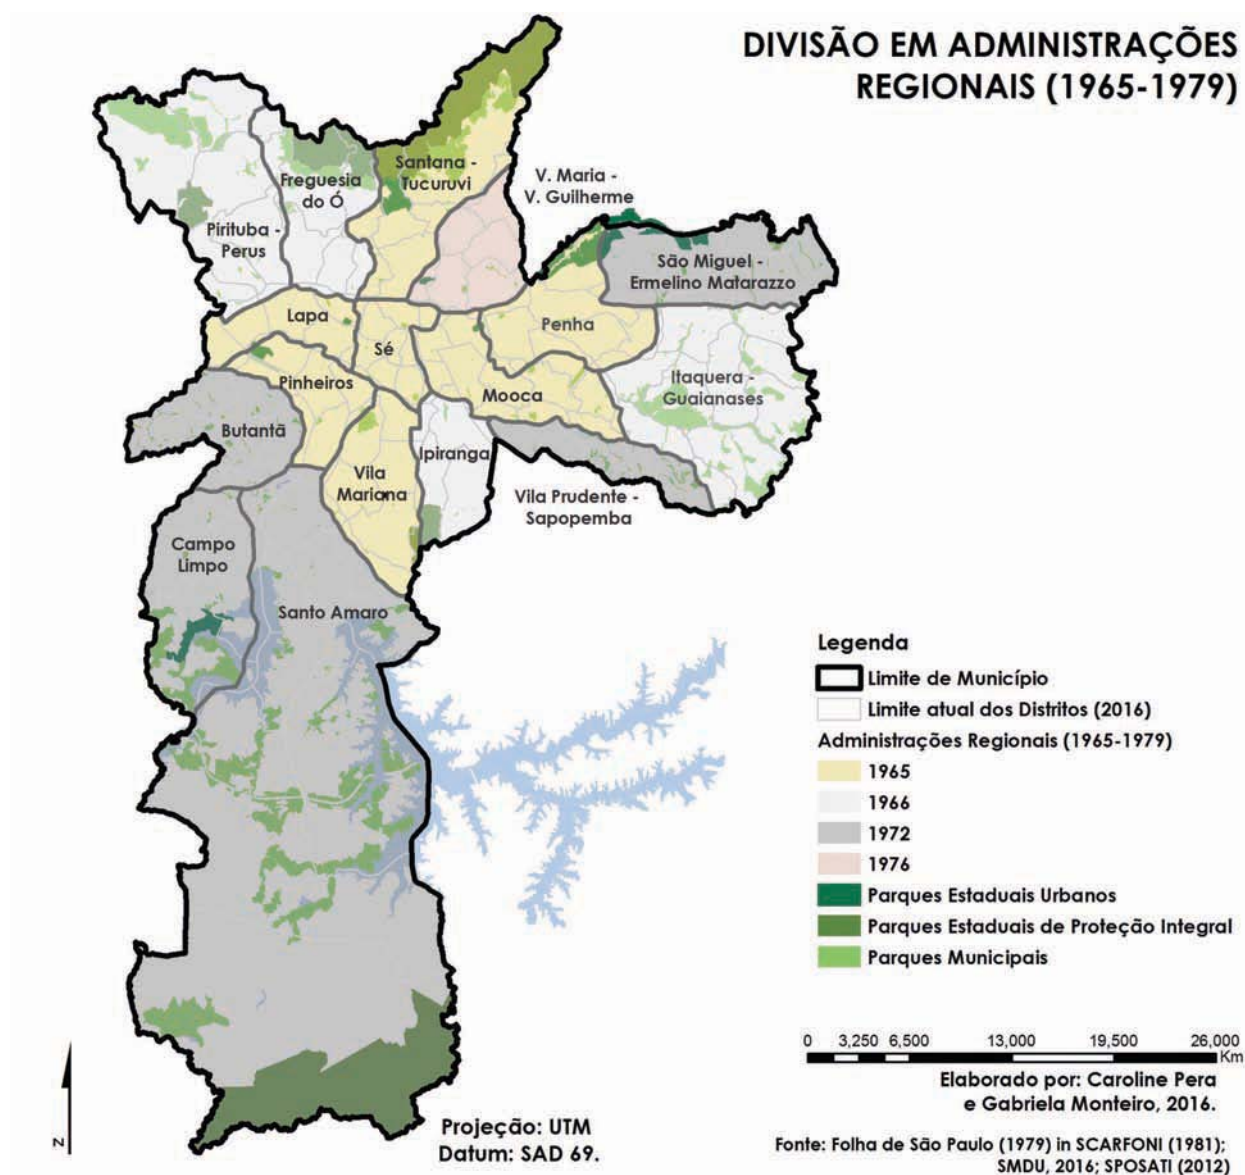 DIVISÃO EM ADMINISTRAÇÕES
REGIONAIS (1965-1979)
Santana -
Tucuruvi
V. Maria -
V. Guilherme
Freguesia
do Ó
Pirituba -
Perus
São Miguel -
Ermelino Matarazzo
Lapa
Sé
Penha
Pinheiros
Mooca
Itaquera -
Guaianases
Butantã
Ipiranga
Vila
Mariana
Vila Prudente -
Sapopemba
Campo
Limpo
Santo Amaro
Legenda
Limite de Município
Limite atual dos Distritos (2016)
Administrações Regionais (1965-1979)
1965
1966
1972
1976
Parques Estaduais Urbanos
Parques Estaduais de Proteção Integral
Parques Municipais
0 3,250 6,500 13,000 19,500 26,000
Km
Elaborado por: Caroline Pera
e Gabriela Monteiro, 2016.
N
Projeção: UTM
Datum: SAD 69.
Fonte: Folha de São Paulo (1979) in SCARFONI (1981);
SMDU, 2016; SPOSATI (2012)